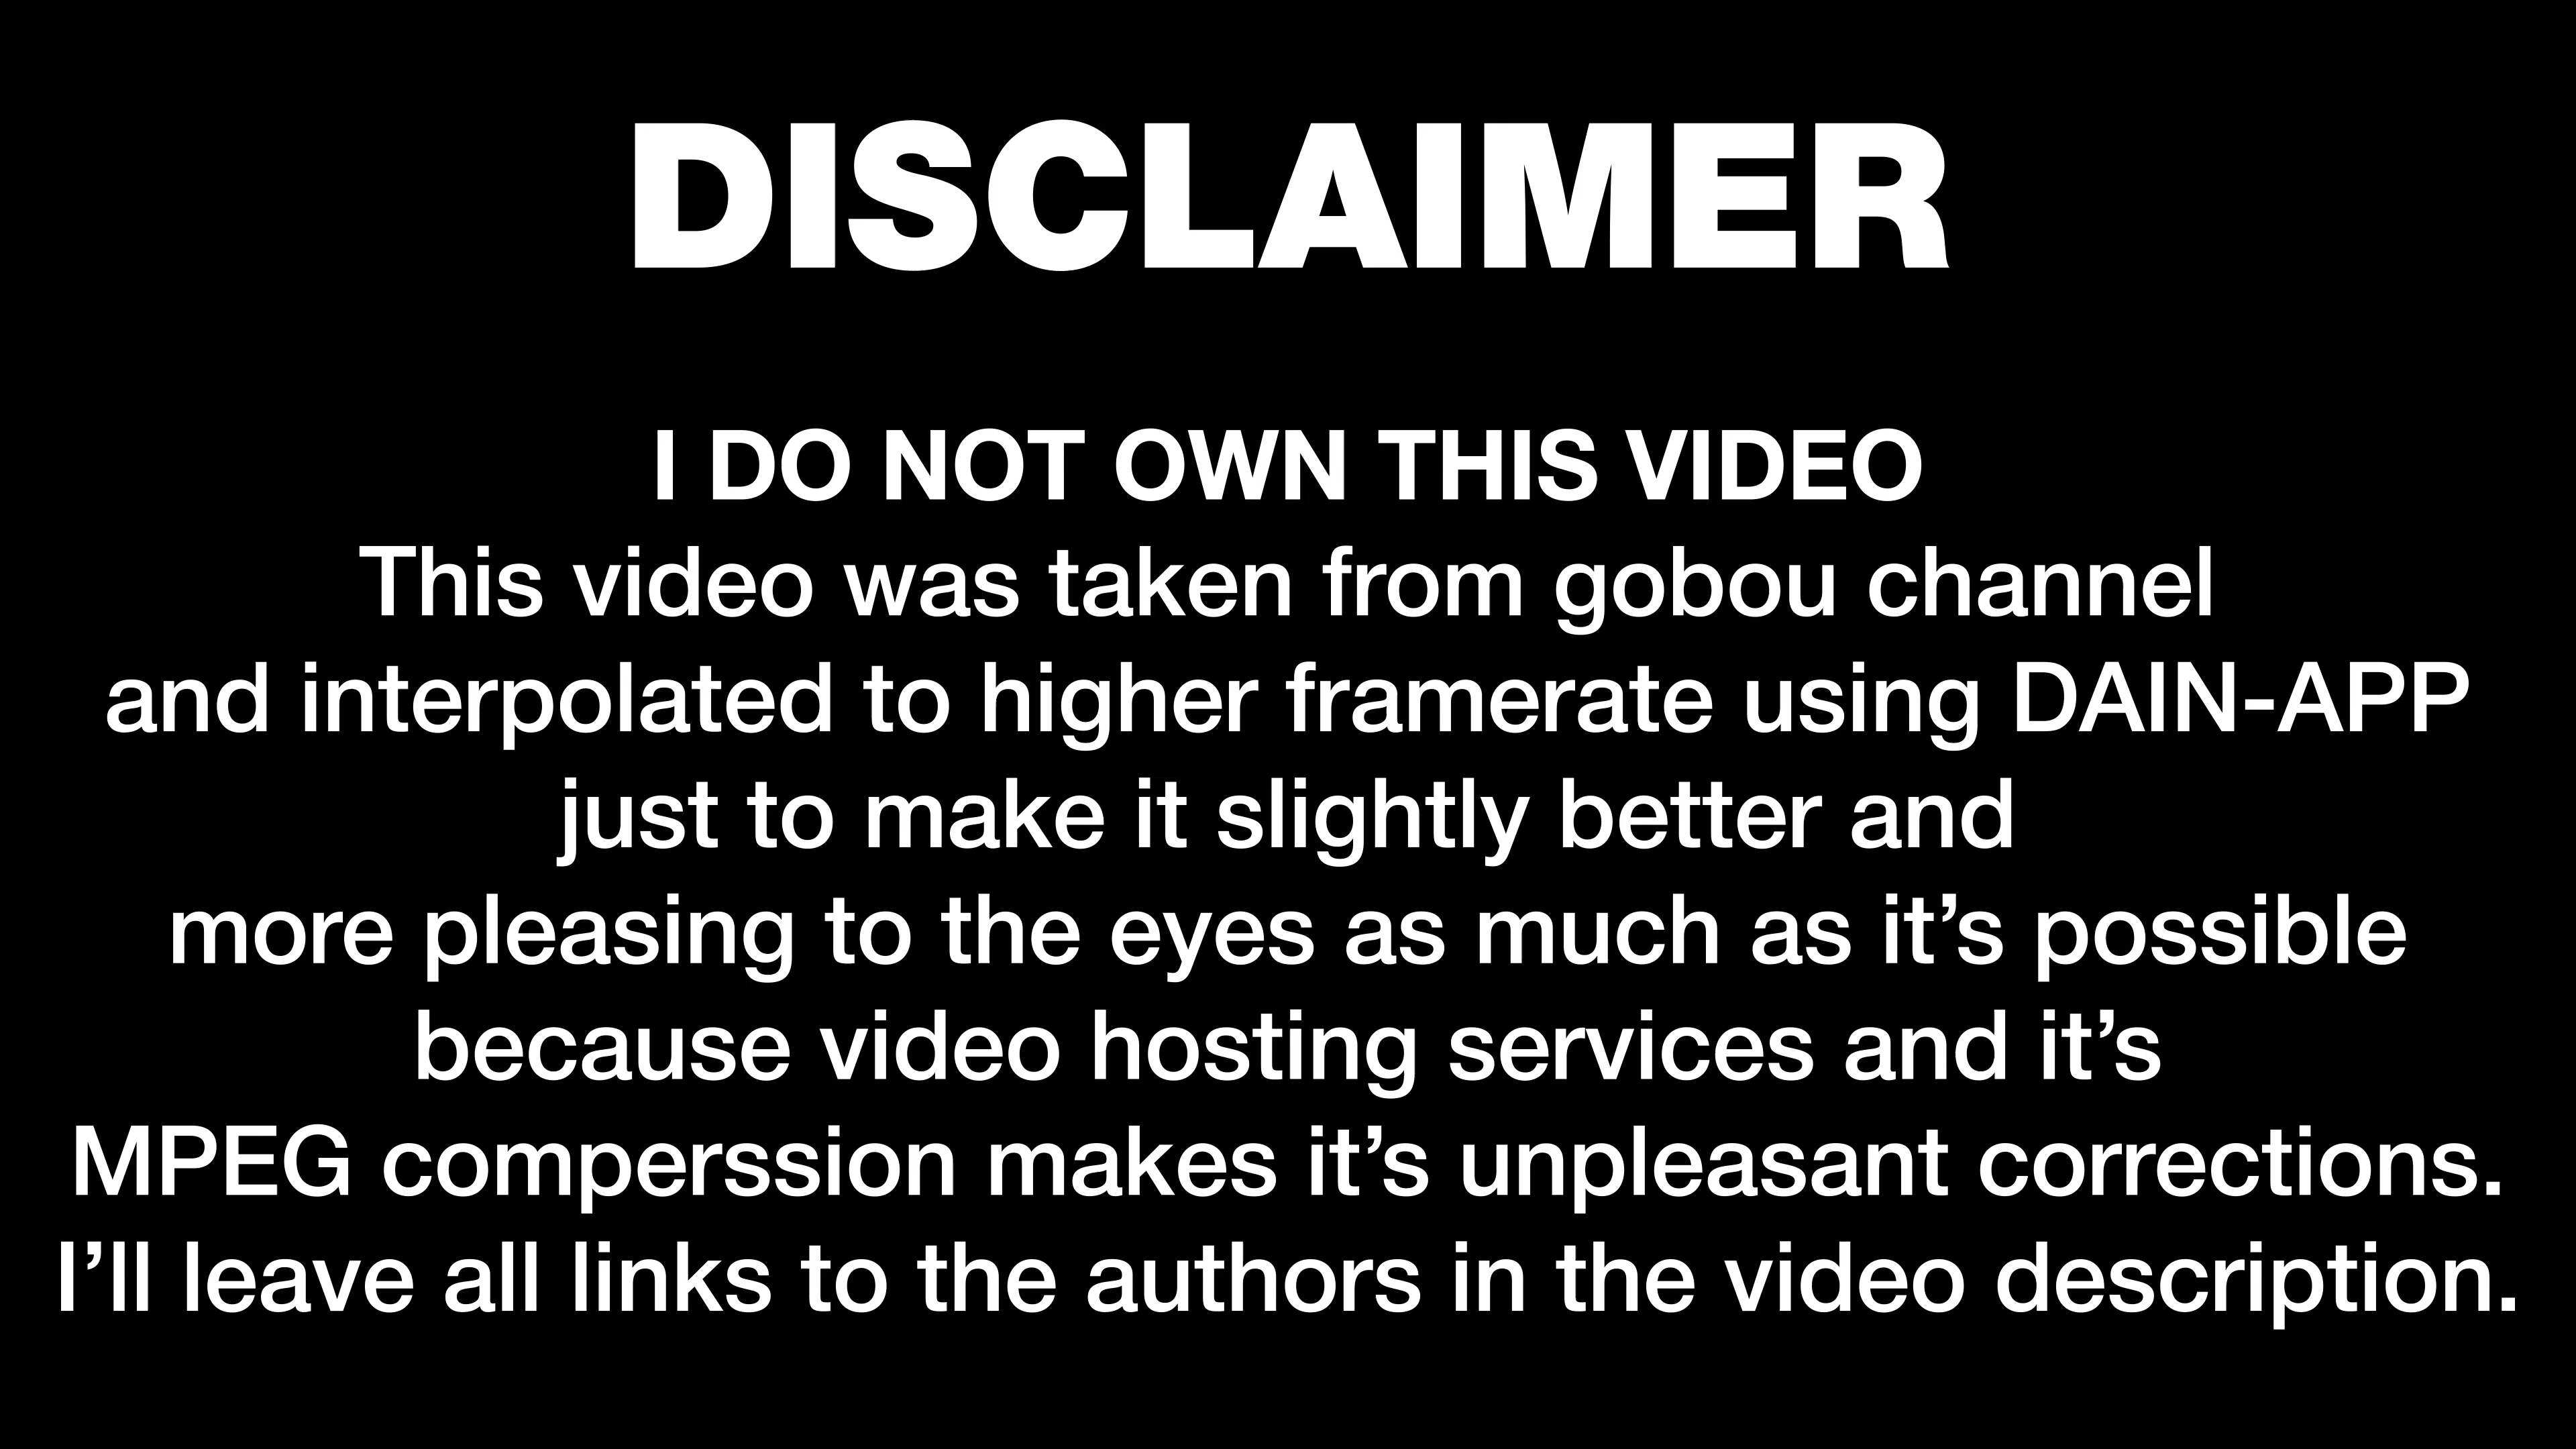 DISCLAIMER
I DO NOT OWN THIS VIDEO
This video was taken from gobou channel
and interpolated to higher framerate using DAIN-APP
just to make it slightly better and
more pleasing to the eyes as much as it’s possible
because video hosting services and it’s
MPEG comperssion makes it’s unpleasant corrections.
I’ll leave all links to the authors in the video description.